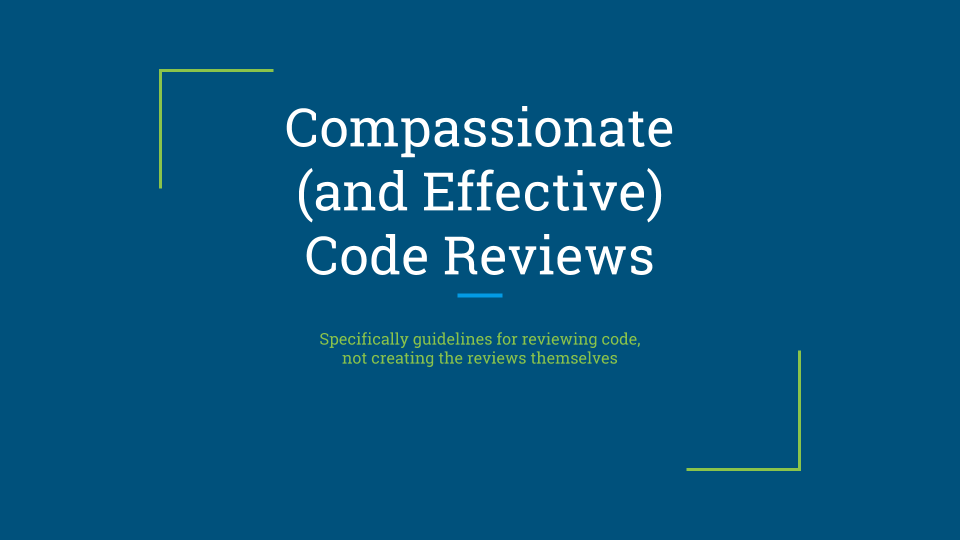 Compassionate
(and Effective)
Code Reviews
Specifically guidelines for reviewing code,
not creating the reviews themselves